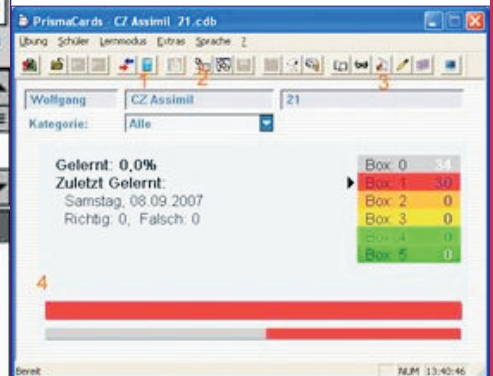 PrismaCards - CZ Assimil 21.cdb
Übung Schüler Lernmodus Extras Sprache ?
1 2 3
Wolfgang CZ Assimil 21
Kategorie: Alle
Gelernt: 0,0%
Zuletzt Gelernt:
Samstag, 08.09.2007
Richtig: 0, Falsch: 0
Box: 0 34
Box: 1 30
Box: 2 0
Box: 3 0
Box: 4 0
Box: 5 0
4
Bereit NUM 13:40:46